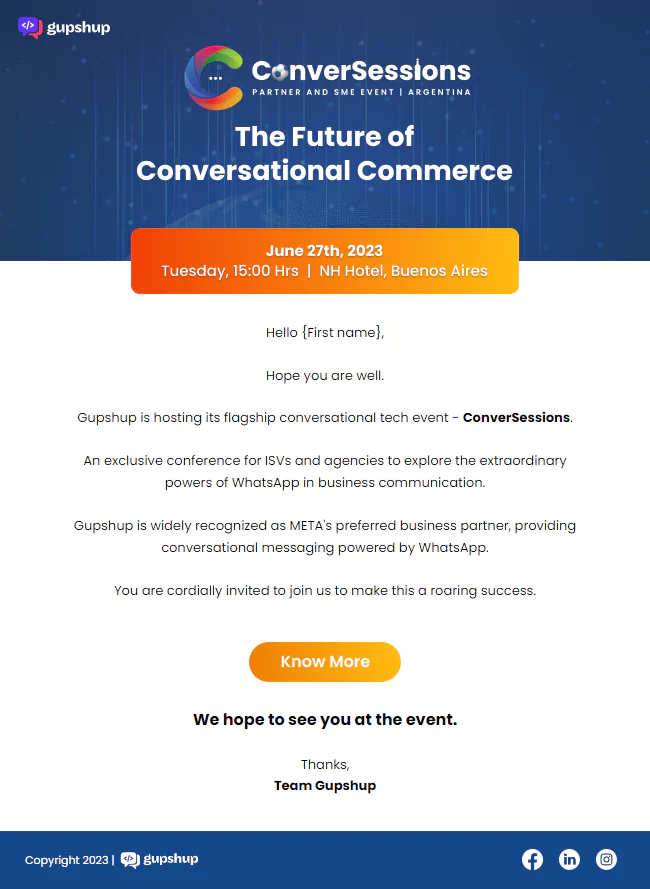 gupshup
ConverSessions
PARTNER AND SME EVENT | ARGENTINA
The Future of
Conversational Commerce
June 27th, 2023
Tuesday, 15:00 Hrs | NH Hotel, Buenos Aires
Hello {First name},
Hope you are well.
Gupshup is hosting its flagship conversational tech event - ConverSessions.
An exclusive conference for ISVs and agencies to explore the extraordinary
powers of WhatsApp in business communication.
Gupshup is widely recognized as META's preferred business partner, providing
conversational messaging powered by WhatsApp.
You are cordially invited to join us to make this a roaring success.
Know More
We hope to see you at the event.
Thanks,
Team Gupshup
Copyright 2023 | gupshup